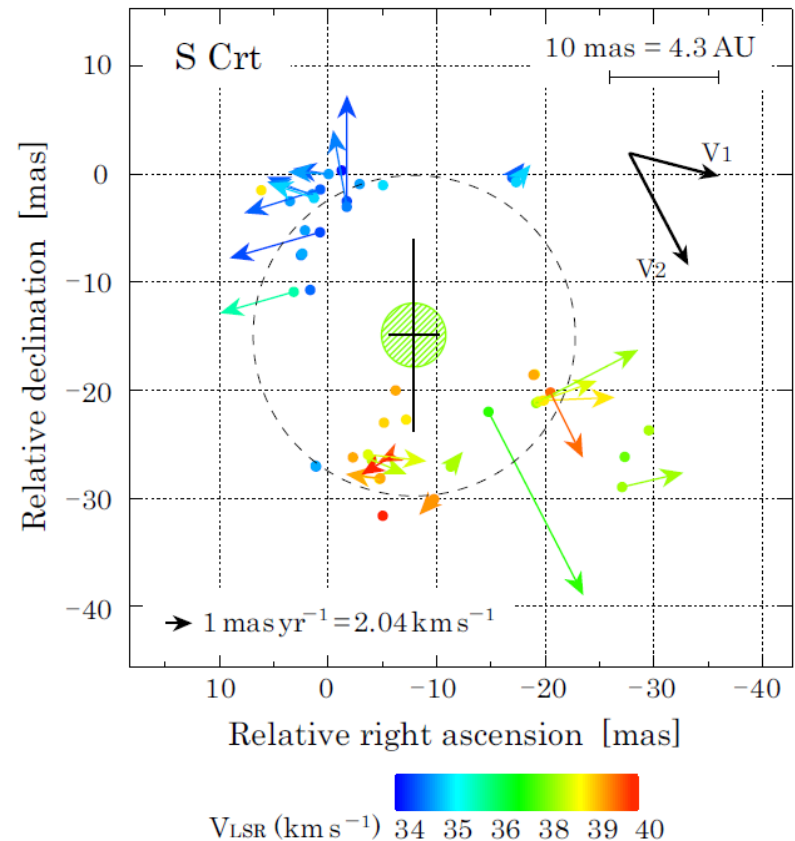 S Crt
10 mas = 4.3 AU
V1
V2
10
0
−10
−20
−30
−40
Relative declination [mas]
1 mas yr⁻¹=2.04 km s⁻¹
10 0 −10 −20 −30 −40
Relative right ascension [mas]
VLSR (km s⁻¹) 34 35 36 37 38 39 40